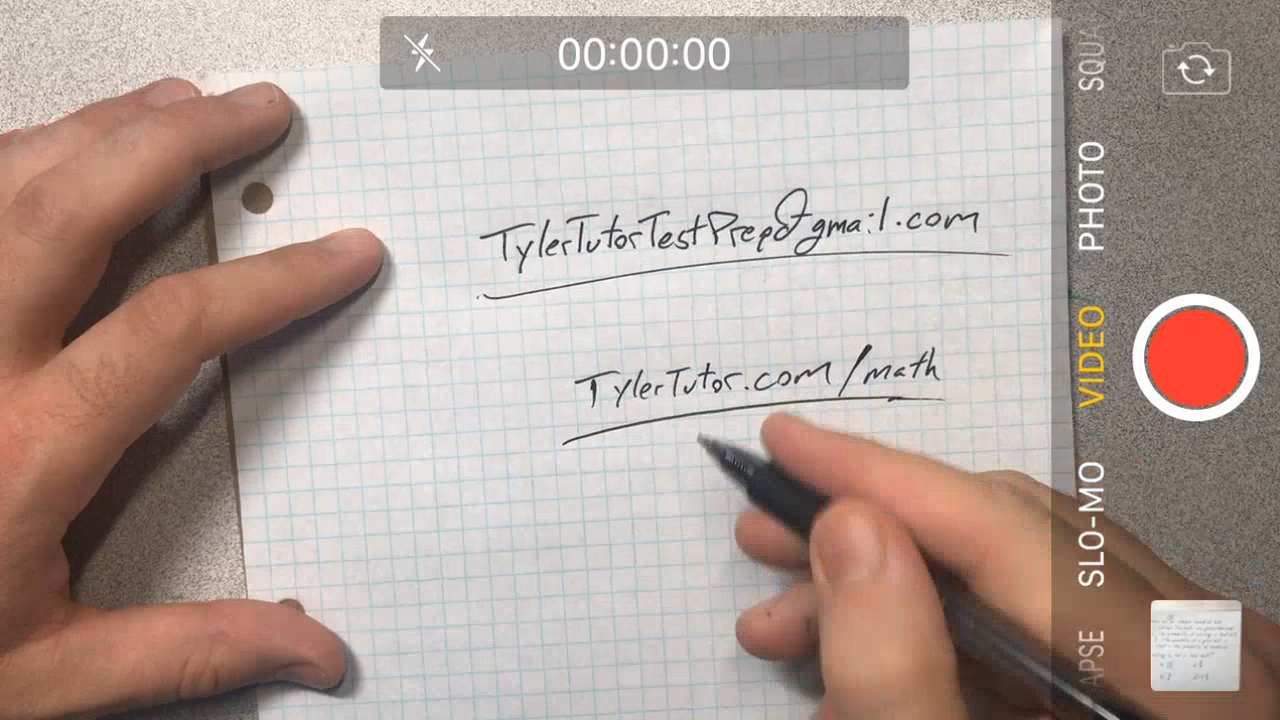 00:00:00
TylerTutorTestPrep@gmail.com
TylerTutor.com/math
SQUA
PHOTO
VIDEO
SLO-MO
APSE